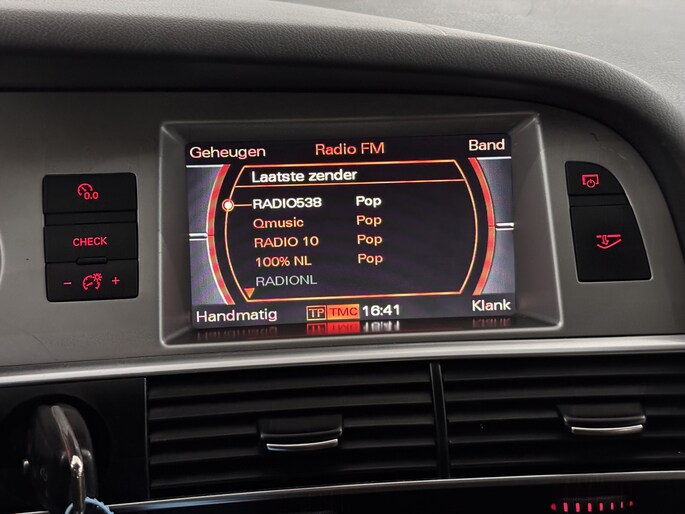 Geheugen Radio FM Band
Laatste zender
RADIO538 Pop
Qmusic Pop
RADIO 10 Pop
100% NL Pop
RADIONL
Handmatig TP TMC 16:41 Klank
0.0
CHECK
- +